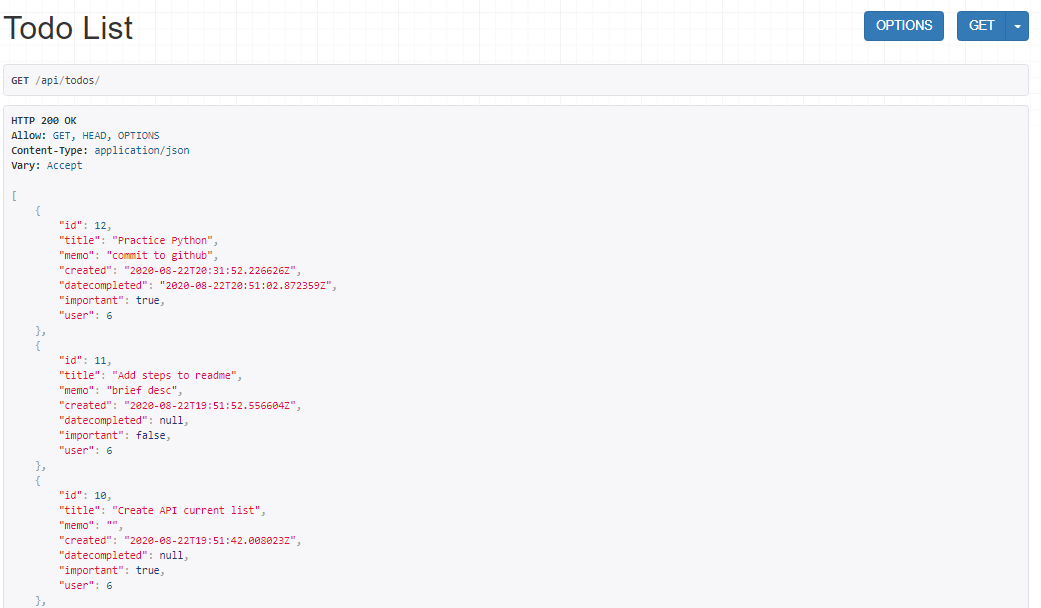 Todo List
OPTIONS
GET
GET /api/todos/
HTTP 200 OK
Allow: GET, HEAD, OPTIONS
Content-Type: application/json
Vary: Accept
[
    {
        "id": 12,
        "title": "Practice Python",
        "memo": "commit to github",
        "created": "2020-08-22T20:31:52.226626Z",
        "datecompleted": "2020-08-22T20:51:02.872359Z",
        "important": true,
        "user": 6
    },
    {
        "id": 11,
        "title": "Add steps to readme",
        "memo": "brief desc",
        "created": "2020-08-22T19:51:52.556604Z",
        "datecompleted": null,
        "important": false,
        "user": 6
    },
    {
        "id": 10,
        "title": "Create API current list",
        "memo": "",
        "created": "2020-08-22T19:51:42.008023Z",
        "datecompleted": null,
        "important": true,
        "user": 6
    },